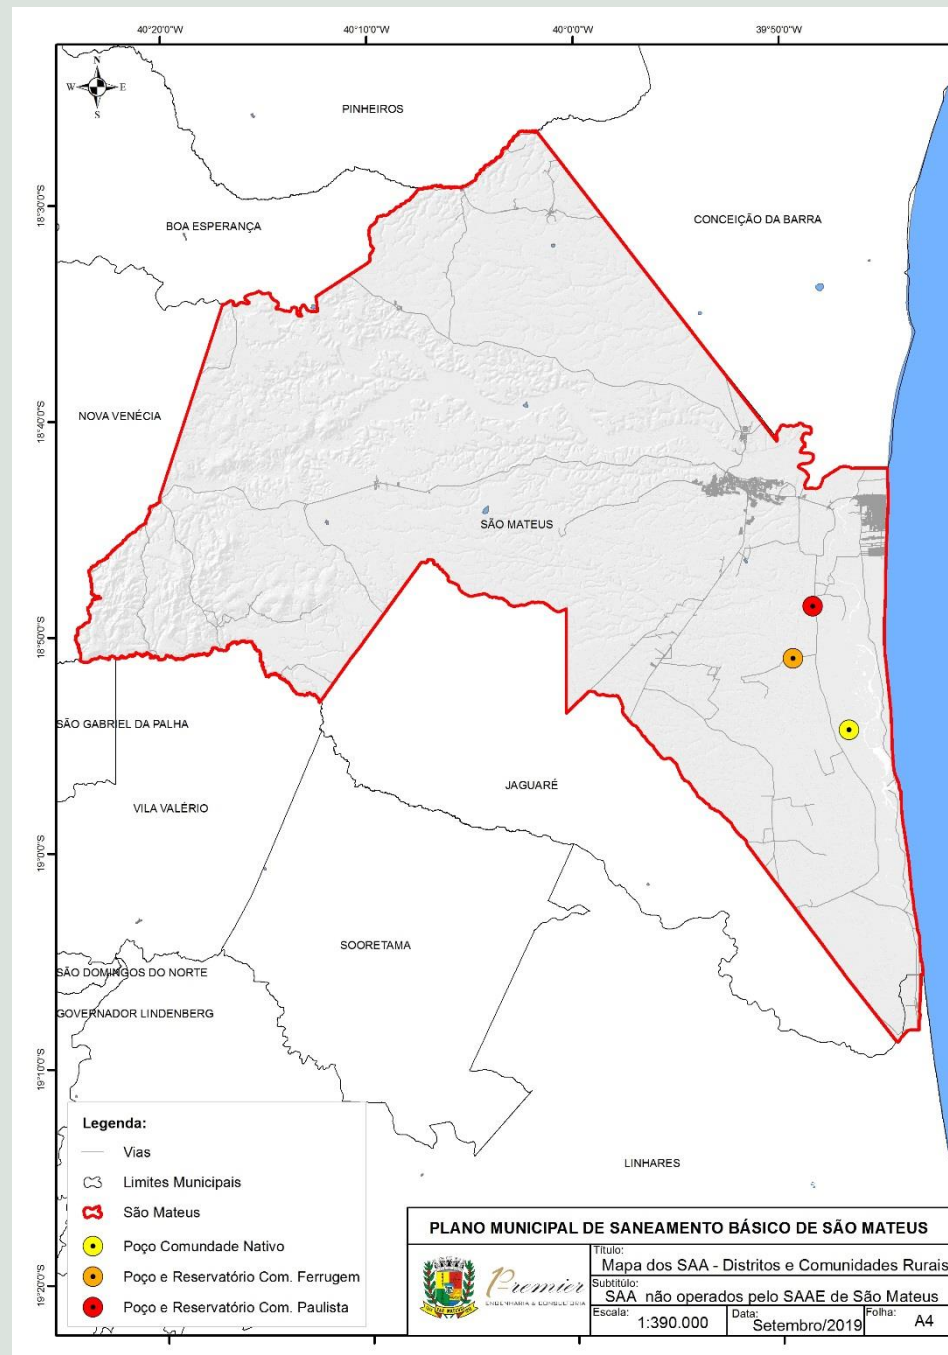 40°20'0"W 40°10'0"W 40°0'0"W 39°50'0"W
N
W E
S
PINHEIROS
18°30'0"S
CONCEIÇÃO DA BARRA
BOA ESPERANÇA
NOVA VENÉCIA
18°40'0"S
SÃO MATEUS
18°50'0"S
SÃO GABRIEL DA PALHA
JAGUARÉ
VILA VALÉRIO
19°0'0"S
SOORETAMA
SÃO DOMINGOS DO NORTE
GOVERNADOR LINDENBERG
19°10'0"S
LINHARES
19°20'0"S
Legenda:
Vias
Limites Municipais
São Mateus
Poço Comundade Nativo
Poço e Reservatório Com. Ferrugem
Poço e Reservatório Com. Paulista
PLANO MUNICIPAL DE SANEAMENTO BÁSICO DE SÃO MATEUS
Premier
ENGENHARIA & CONSULTORIA
Título:
Mapa dos SAA - Distritos e Comunidades Rurais
Subtitúlo:
SAA não operados pelo SAAE de São Mateus
Escala: 1:390.000 Data: Setembro/2019 Folha: A4